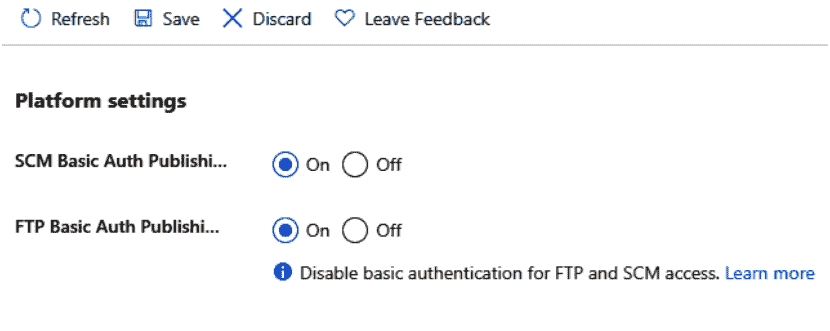 Refresh Save Discard Leave Feedback
Platform settings
SCM Basic Auth Publishi... On Off
FTP Basic Auth Publishi... On Off
Disable basic authentication for FTP and SCM access. Learn more